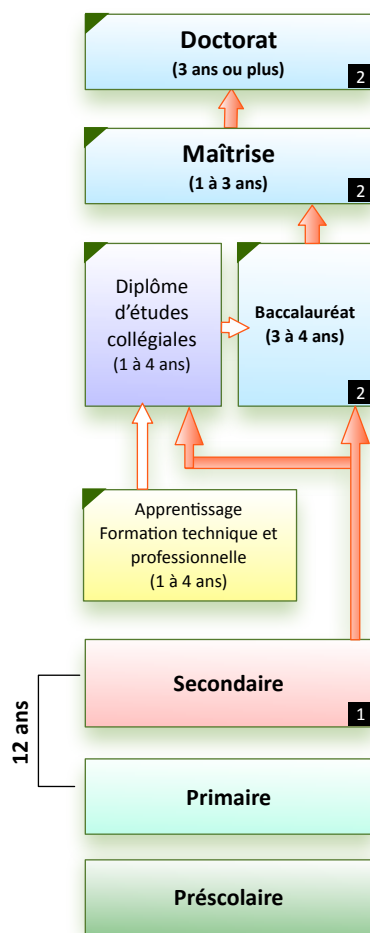 Doctorat
(3 ans ou plus)
2
Maîtrise
(1 à 3 ans)
2
Diplôme
d'études
collégiales
(1 à 4 ans)
Baccalauréat
(3 à 4 ans)
2
Apprentissage
Formation technique et
professionnelle
(1 à 4 ans)
Secondaire
1
12 ans
Primaire
Préscolaire